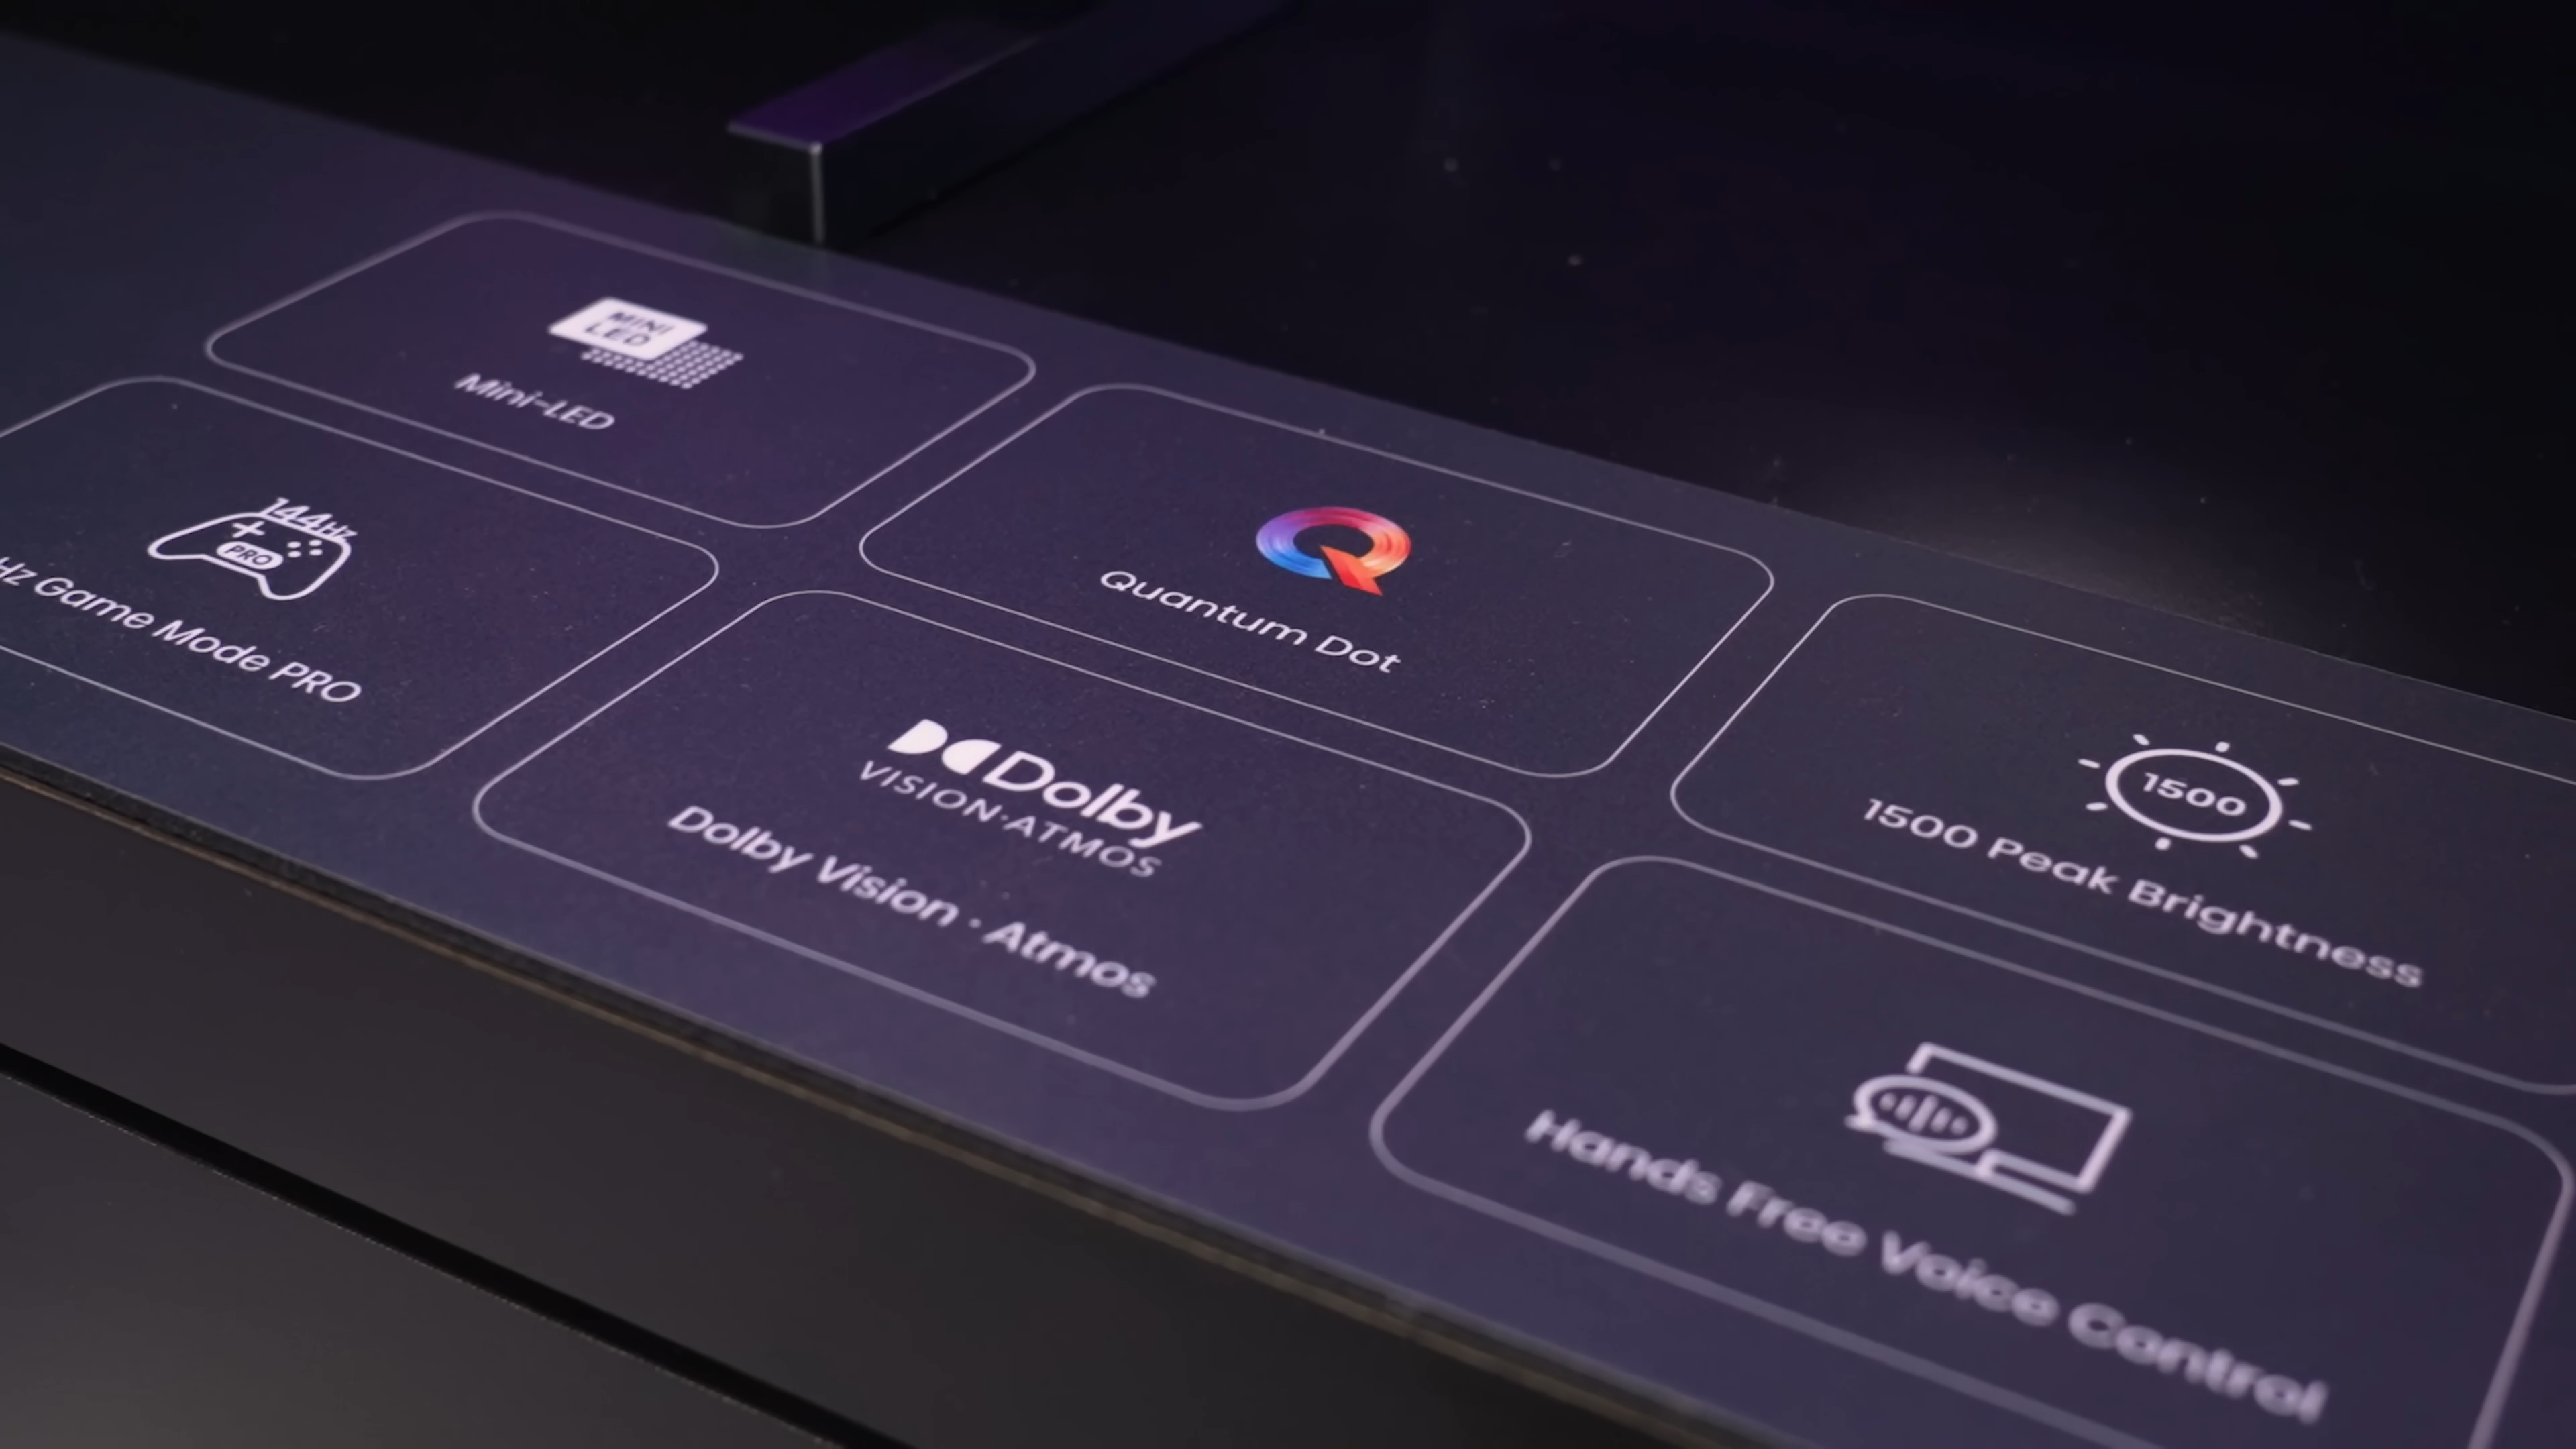 MINI
LED
Mini-LED
Quantum Dot
1500
1500 Peak Brightness
144Hz
PRO
Hz Game Mode PRO
Dolby
VISION·ATMOS
Dolby Vision · Atmos
Hands Free Voice Control